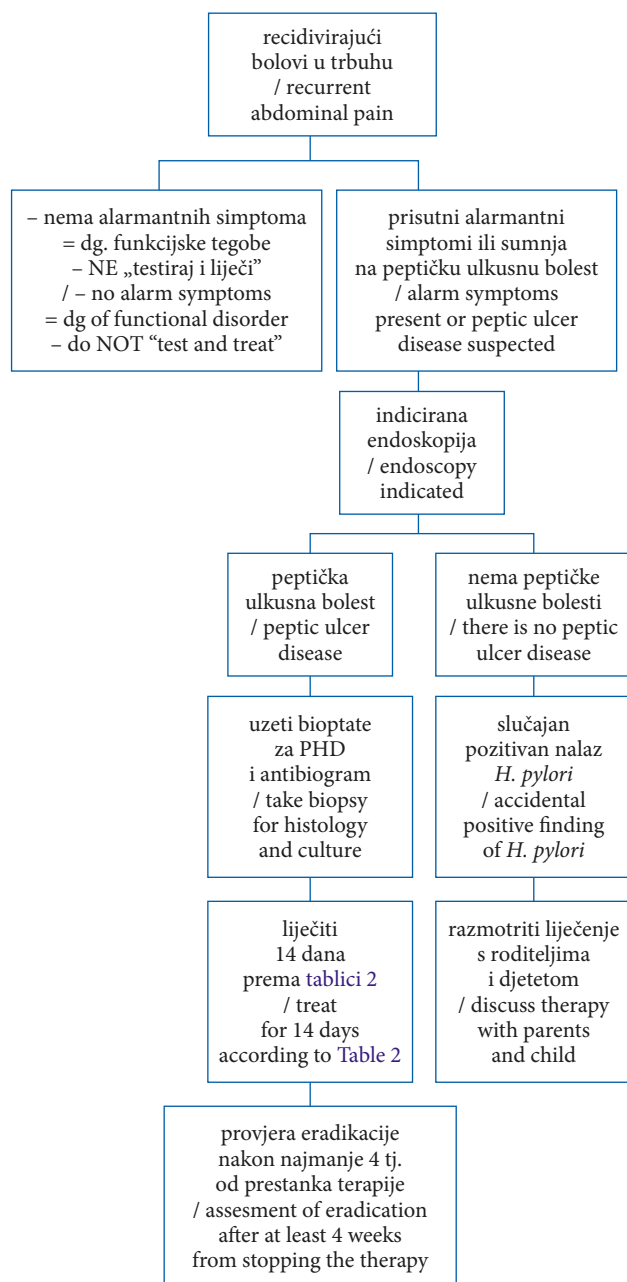 recidivirajući
bolovi u trbuhu
/ recurrent
abdominal pain
– nema alarmantnih simptoma
= dg. funkcijske tegobe
– NE „testiraj i liječi”
/ – no alarm symptoms
= dg of functional disorder
– do NOT “test and treat”
prisutni alarmantni
simptomi ili sumnja
na peptičku ulkusnu bolest
/ alarm symptoms
present or peptic ulcer
disease suspected
indicirana
endoskopija
/ endoscopy
indicated
peptička
ulkusna bolest
/ peptic ulcer
disease
nema peptičke
ulkusne bolesti
/ there is no peptic
ulcer disease
uzeti bioptate
za PHD
i antibiogram
/ take biopsy
for histology
and culture
slučajan
pozitivan nalaz
H. pylori
/ accidental
positive finding
of H. pylori
liječiti
14 dana
prema tablici 2
/ treat
for 14 days
according to Table 2
razmotriti liječenje
s roditeljima
i djetetom
/ discuss therapy
with parents
and child
provjera eradikacije
nakon najmanje 4 tj.
od prestanka terapije
/ assesment of eradication
after at least 4 weeks
from stopping the therapy